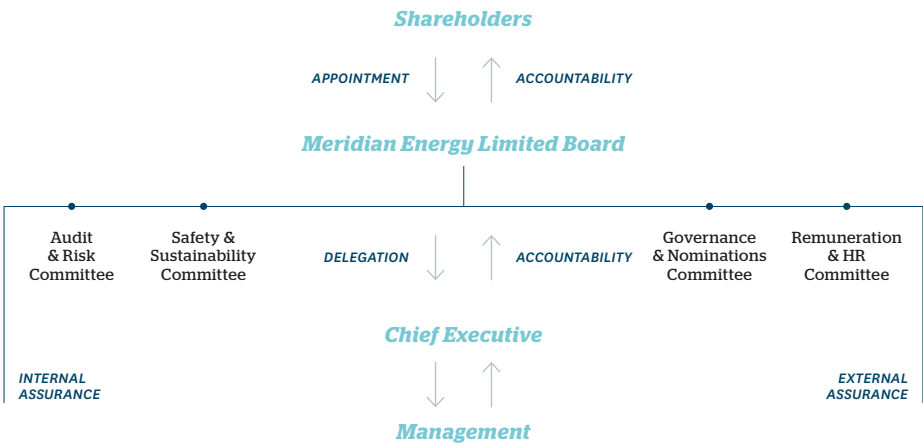 Shareholders
APPOINTMENT
ACCOUNTABILITY
Meridian Energy Limited Board
Audit
& Risk
Committee
Safety &
Sustainability
Committee
DELEGATION
ACCOUNTABILITY
Governance
& Nominations
Committee
Remuneration
& HR
Committee
Chief Executive
INTERNAL
ASSURANCE
EXTERNAL
ASSURANCE
Management